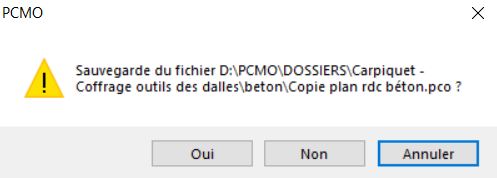 PCMO
Sauvegarde du fichier D:\PCMO\DOSSIERS\Carpiquet -
Coffrage outils des dalles\beton\Copie plan rdc béton.pco ?
Oui
Non
Annuler